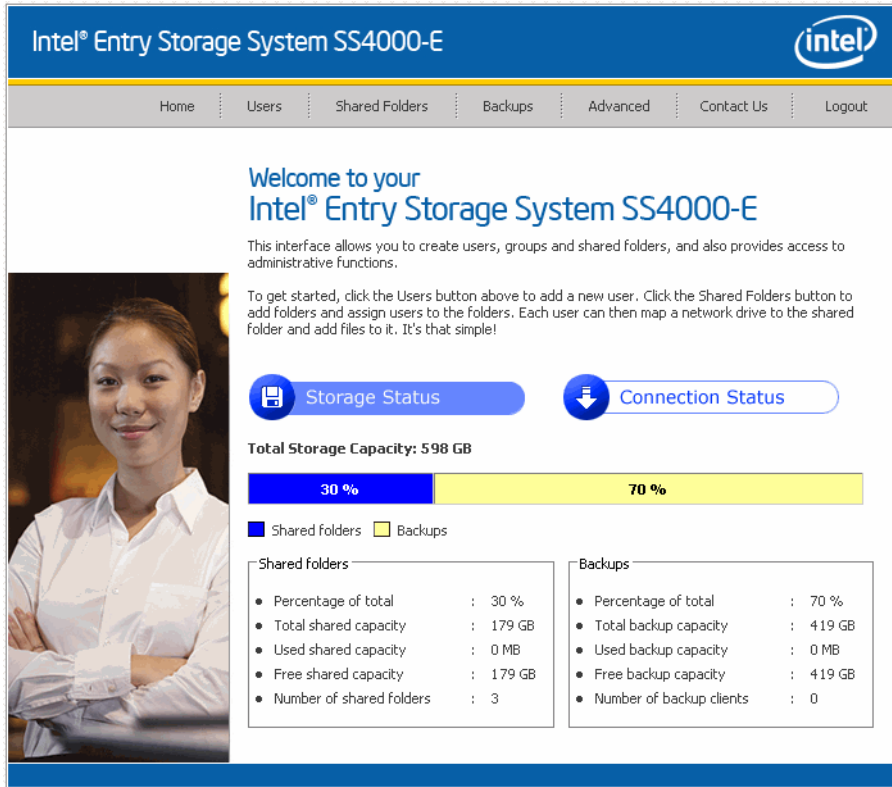 Intel® Entry Storage System SS4000-E
intel®
Home Users Shared Folders Backups Advanced Contact Us Logout
Welcome to your
Intel® Entry Storage System SS4000-E
This interface allows you to create users, groups and shared folders, and also provides access to
administrative functions.
To get started, click the Users button above to add a new user. Click the Shared Folders button to
add folders and assign users to the folders. Each user can then map a network drive to the shared
folder and add files to it. It's that simple!
Storage Status
Connection Status
Total Storage Capacity: 598 GB
30 % 70 %
Shared folders Backups
Shared folders
Percentage of total : 30 %
Total shared capacity : 179 GB
Used shared capacity : 0 MB
Free shared capacity : 179 GB
Number of shared folders : 3
Backups
Percentage of total : 70 %
Total backup capacity : 419 GB
Used backup capacity : 0 MB
Free backup capacity : 419 GB
Number of backup clients : 0